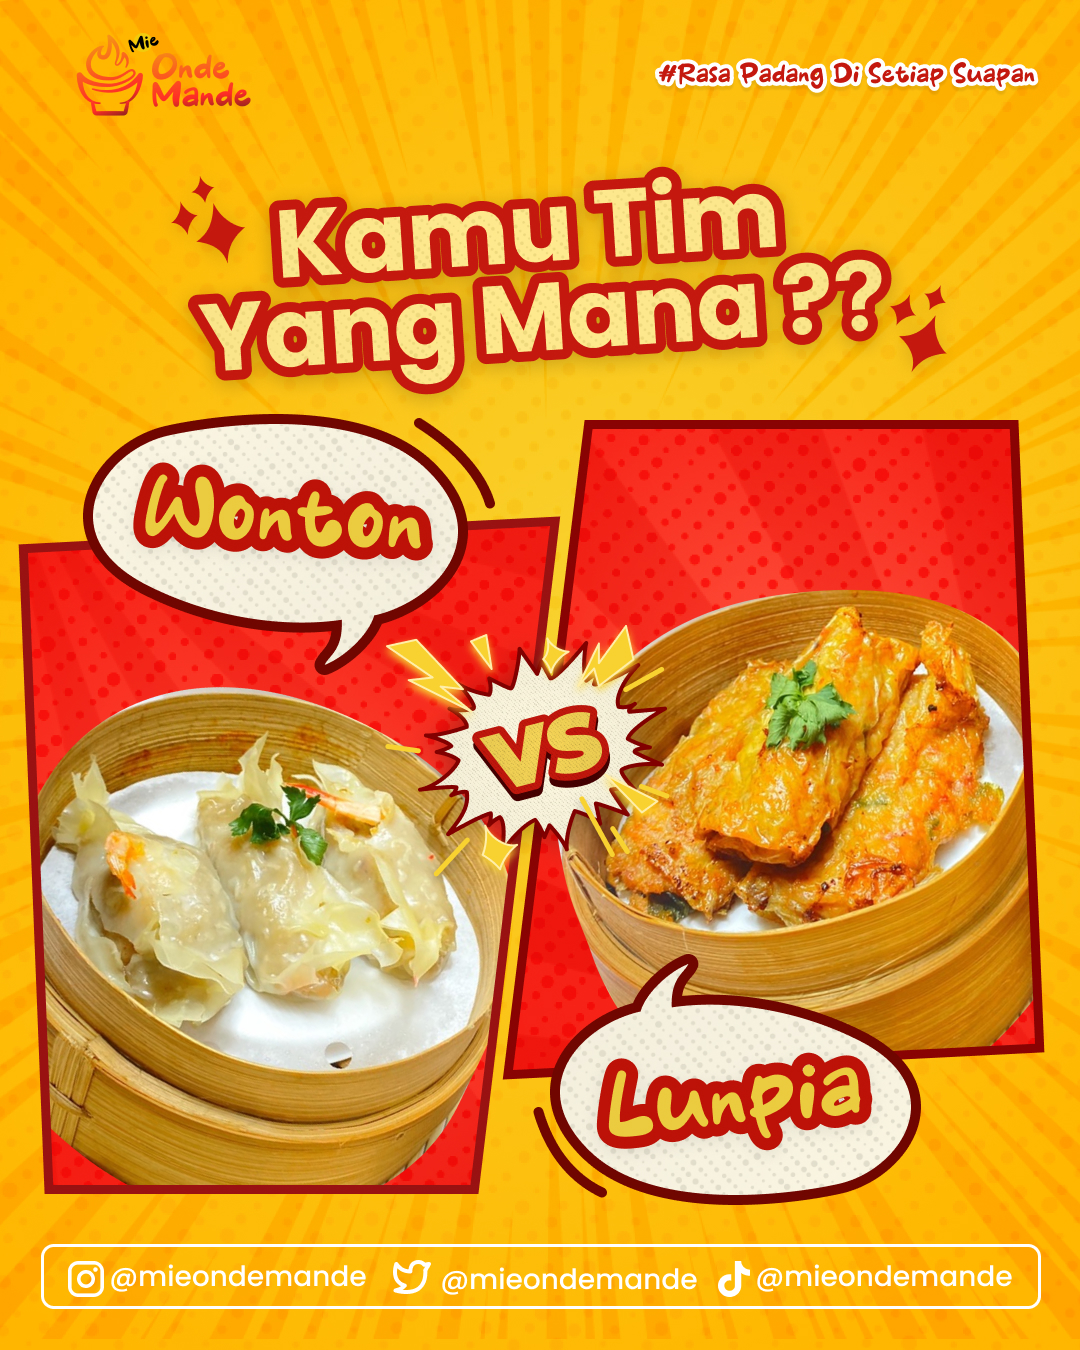 Mie
Onde
Mande
#Rasa Padang Di Setiap Suapan
Kamu Tim
Yang Mana ??
Wonton
VS
Lunpia
@mieondemande
@mieondemande
@mieondemande